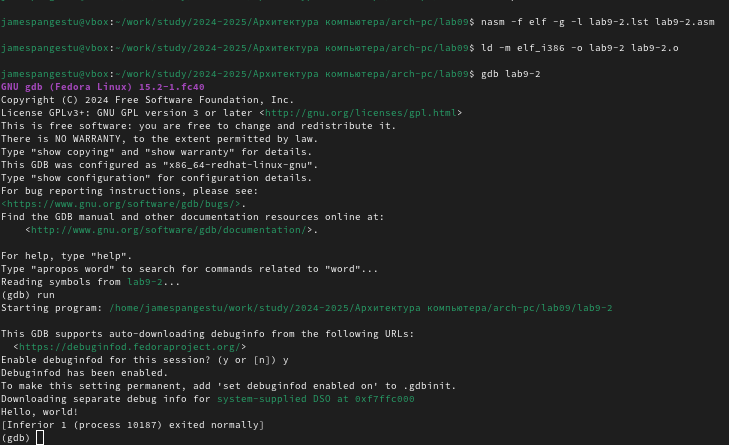 jamespangestu@vbox:~/work/study/2024-2025/Архитектура компьютера/arch-pc/lab09$ nasm -f elf -g -l lab9-2.lst lab9-2.asm
jamespangestu@vbox:~/work/study/2024-2025/Архитектура компьютера/arch-pc/lab09$ ld -m elf_i386 -o lab9-2 lab9-2.o
jamespangestu@vbox:~/work/study/2024-2025/Архитектура компьютера/arch-pc/lab09$ gdb lab9-2
GNU gdb (Fedora Linux) 15.2-1.fc40
Copyright (C) 2024 Free Software Foundation, Inc.
License GPLv3+: GNU GPL version 3 or later <http://gnu.org/licenses/gpl.html>
This is free software: you are free to change and redistribute it.
There is NO WARRANTY, to the extent permitted by law.
Type "show copying" and "show warranty" for details.
This GDB was configured as "x86_64-redhat-linux-gnu".
Type "show configuration" for configuration details.
For bug reporting instructions, please see:
<https://www.gnu.org/software/gdb/bugs/>.
Find the GDB manual and other documentation resources online at:
    <http://www.gnu.org/software/gdb/documentation/>.
For help, type "help".
Type "apropos word" to search for commands related to "word"...
Reading symbols from lab9-2...
(gdb) run
Starting program: /home/jamespangestu/work/study/2024-2025/Архитектура компьютера/arch-pc/lab09/lab9-2
This GDB supports auto-downloading debuginfo from the following URLs:
  <https://debuginfod.fedoraproject.org/>
Enable debuginfod for this session? (y or [n]) y
Debuginfod has been enabled.
To make this setting permanent, add 'set debuginfod enabled on' to .gdbinit.
Downloading separate debug info for system-supplied DSO at 0xf7ffc000
Hello, world!
[Inferior 1 (process 10187) exited normally]
(gdb)